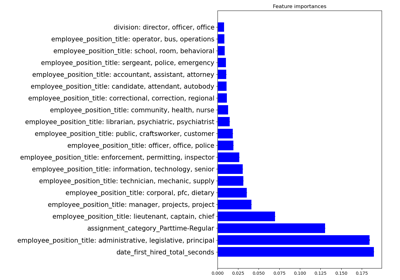 Feature importances
division: director, officer, office
employee_position_title: operator, bus, operations
employee_position_title: school, room, behavioral
employee_position_title: sergeant, police, emergency
employee_position_title: accountant, assistant, attorney
employee_position_title: candidate, attendant, autobody
employee_position_title: correctional, correction, regional
employee_position_title: community, health, nurse
employee_position_title: librarian, psychiatric, psychiatrist
employee_position_title: public, craftsworker, customer
employee_position_title: officer, office, police
employee_position_title: enforcement, permitting, inspector
employee_position_title: information, technology, senior
employee_position_title: technician, mechanic, supply
employee_position_title: corporal, pfc, detective
employee_position_title: manager, projects, project
employee_position_title: lieutenant, captain, chief
assignment_category_Parttime-Regular
employee_position_title: administrative, legislative, principal
date_first_hired_total_seconds
0.000 0.025 0.050 0.075 0.100 0.125 0.150 0.175